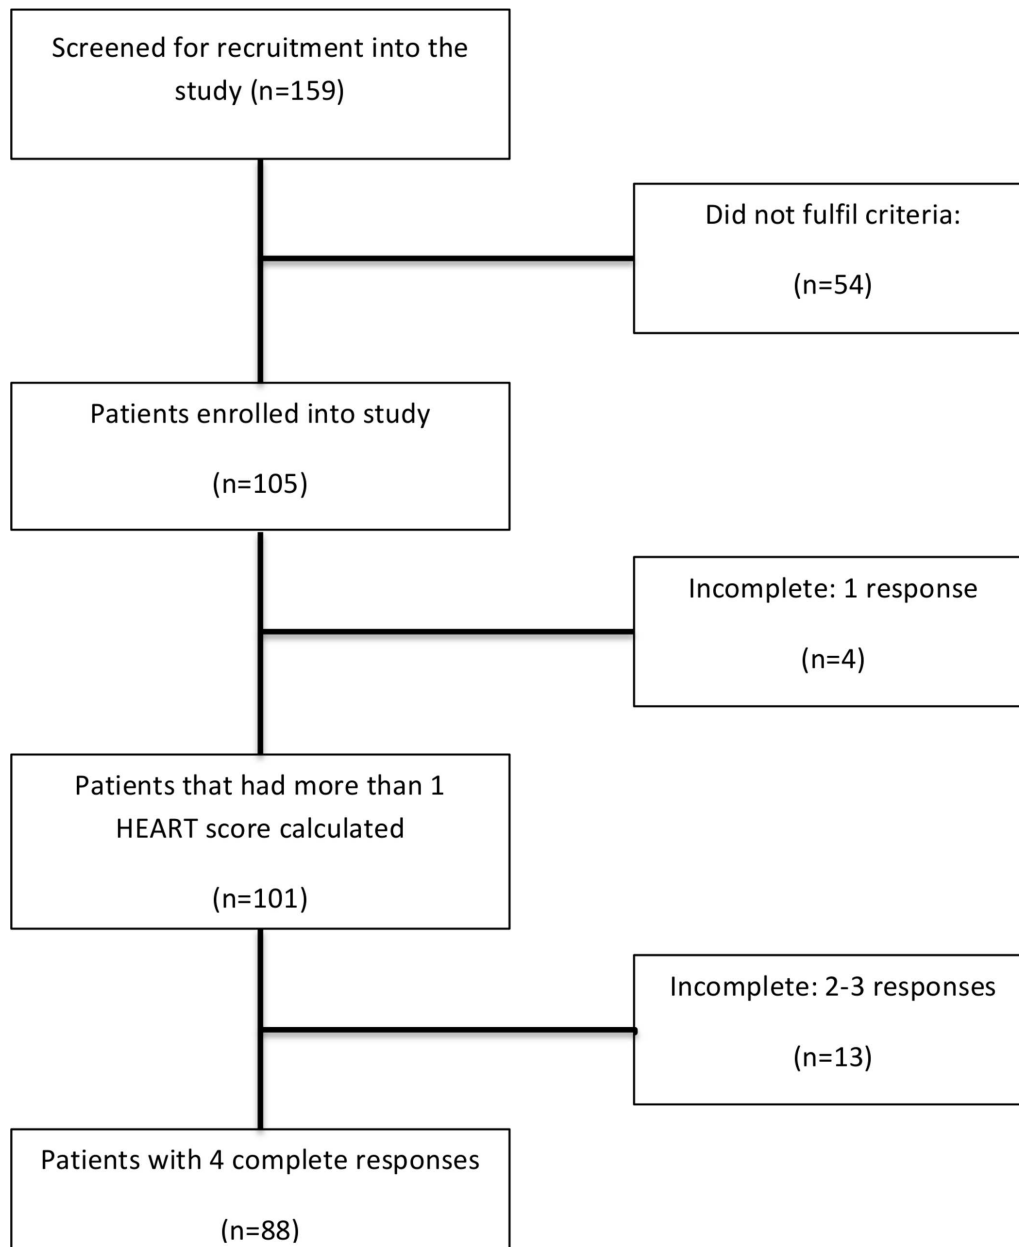 Screened for recruitment into the
study (n=159)
Did not fulfil criteria:
(n=54)
Patients enrolled into study
(n=105)
Incomplete: 1 response
(n=4)
Patients that had more than 1
HEART score calculated
(n=101)
Incomplete: 2-3 responses
(n=13)
Patients with 4 complete responses
(n=88)